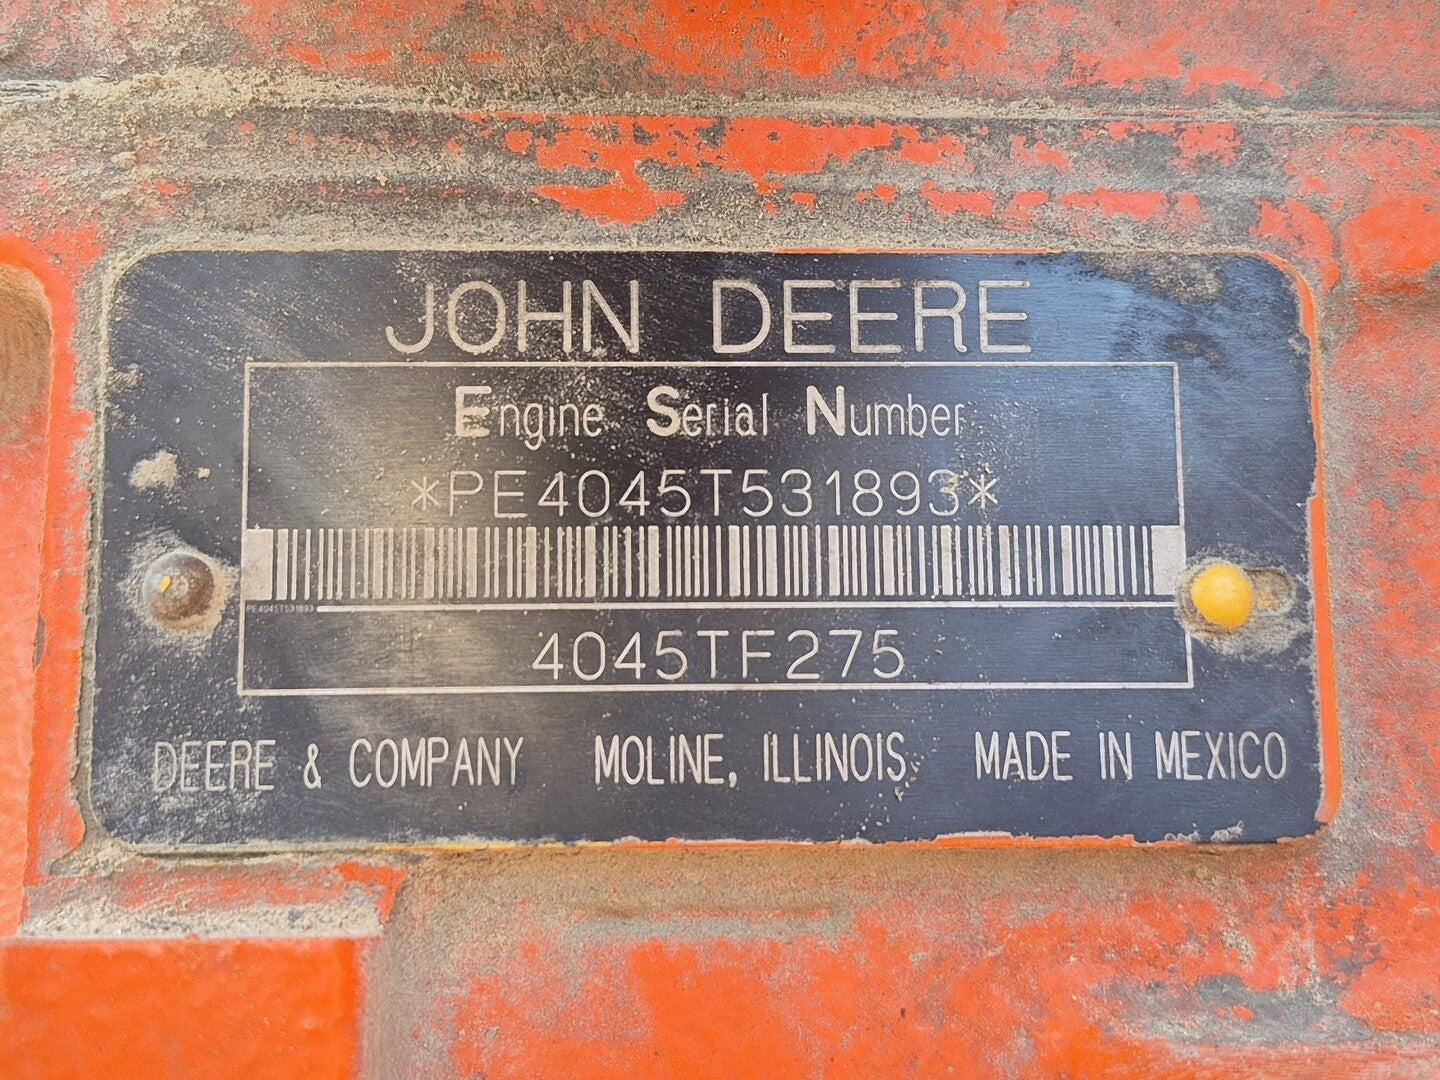 JOHN DEERE
Engine Serial Number
*PE4045T531893*
PE4045T531893
4045TF275
DEERE & COMPANY MOLINE, ILLINOIS MADE IN MEXICO